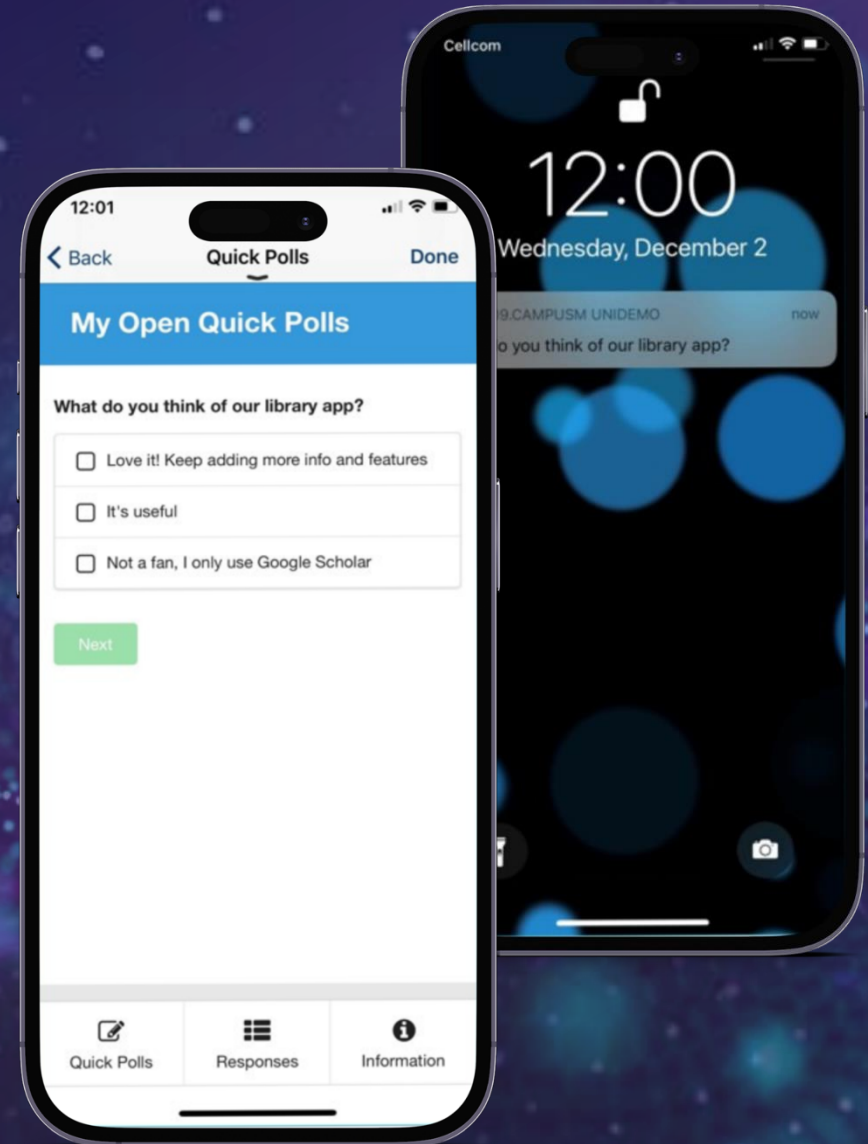 12:01
Back
Quick Polls
Done
My Open Quick Polls
What do you think of our library app?
Love it! Keep adding more info and features
It's useful
Not a fan, I only use Google Scholar
Next
Quick Polls
Responses
Information
Cellcom
12:00
Wednesday, December 2
9.CAMPUSM UNIDEMO
now
o you think of our library app?